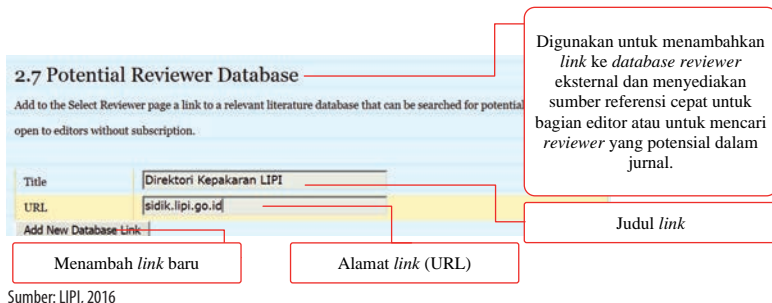 Digunakan untuk menambahkan
link ke database reviewer
eksternal dan menyediakan
sumber referensi cepat untuk
bagian editor atau untuk mencari
reviewer yang potensial dalam
jurnal.
2.7 Potential Reviewer Database
Add to the Select Reviewer page a link to a relevant literature database that can be searched for potential
open to editors without subscription.
Title
Direktori Kepakaran LIPI
URL
sidik.lipi.go.id
Add New Database Link
Judul link
Menambah link baru
Alamat link (URL)
Sumber: LIPI, 2016